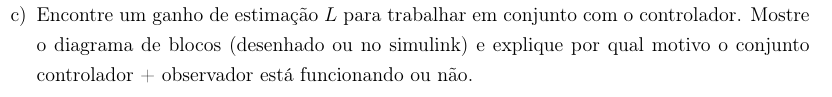 c) Encontre um ganho de estimação L para trabalhar em conjunto com o controlador. Mostre
o diagrama de blocos (desenhado ou no simulink) e explique por qual motivo o conjunto
controlador + observador está funcionando ou não.